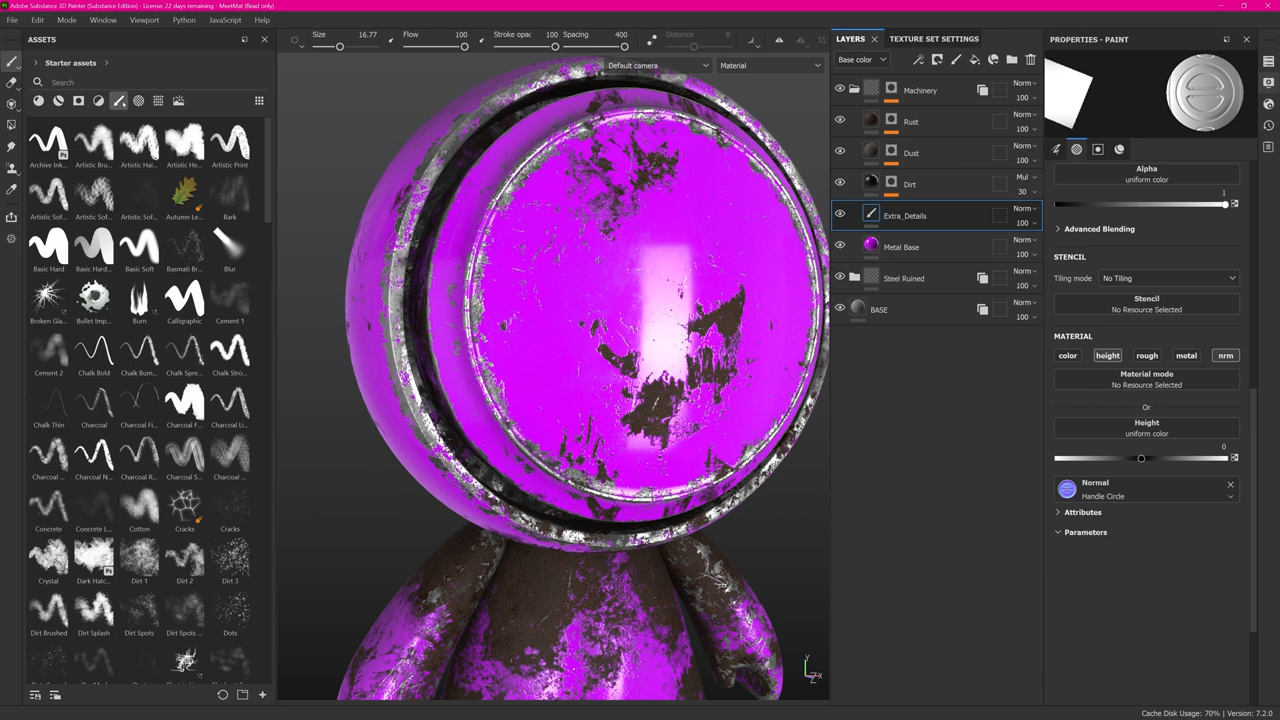 Adobe Substance 3D Painter (Substance Edition) - License: 22 days remaining - MeetMat (Read only)
File Edit Mode Window Viewport Python JavaScript Help
ASSETS
Starter assets
Search
Archive Ink... Artistic Bru... Artistic Hai... Artistic He... Artistic Print
Artistic Sof... Artistic Sof... Artistic Sof... Autumn Le... Bark
Basic Hard Basic Hard... Basic Soft Basmati Br... Blur
Broken Gla... Bullet Imp... Burn Calligraphic Cement 1
Cement 2 Chalk Bold Chalk Bum... Chalk Spre... Chalk Stro...
Chalk Thin Charcoal Charcoal Fi... Charcoal F... Charcoal Li...
Charcoal ... Charcoal N... Charcoal R... Charcoal S... Charcoal ...
Concrete Concrete L... Cotton Cracks Cracks
Crystal Dark Hatc... Dirt 1 Dirt 2 Dirt 3
Dirt Brushed Dirt Splash Dirt Spots Dirt Spots ... Dots
Size 16.77 Flow 100 Stroke opac 100 Spacing 400 Distance 8
Default camera Material
Y
Z X
LAYERS TEXTURE SET SETTINGS
Base color
Machinery Norm 100
Rust Norm 100
Dust Norm 100
Dirt Mul 30
Extra_Details Norm 100
Metal Base Norm 100
Steel Ruined Norm 100
BASE Norm 100
PROPERTIES - PAINT
Alpha
uniform color
1
Advanced Blending
STENCIL
Tiling mode No Tiling
Stencil
No Resource Selected
MATERIAL
color height rough metal nrm
Material mode
No Resource Selected
Or
Height
uniform color
0
Normal
Handle Circle
Attributes
Parameters
Cache Disk Usage: 70% | Version: 7.2.0